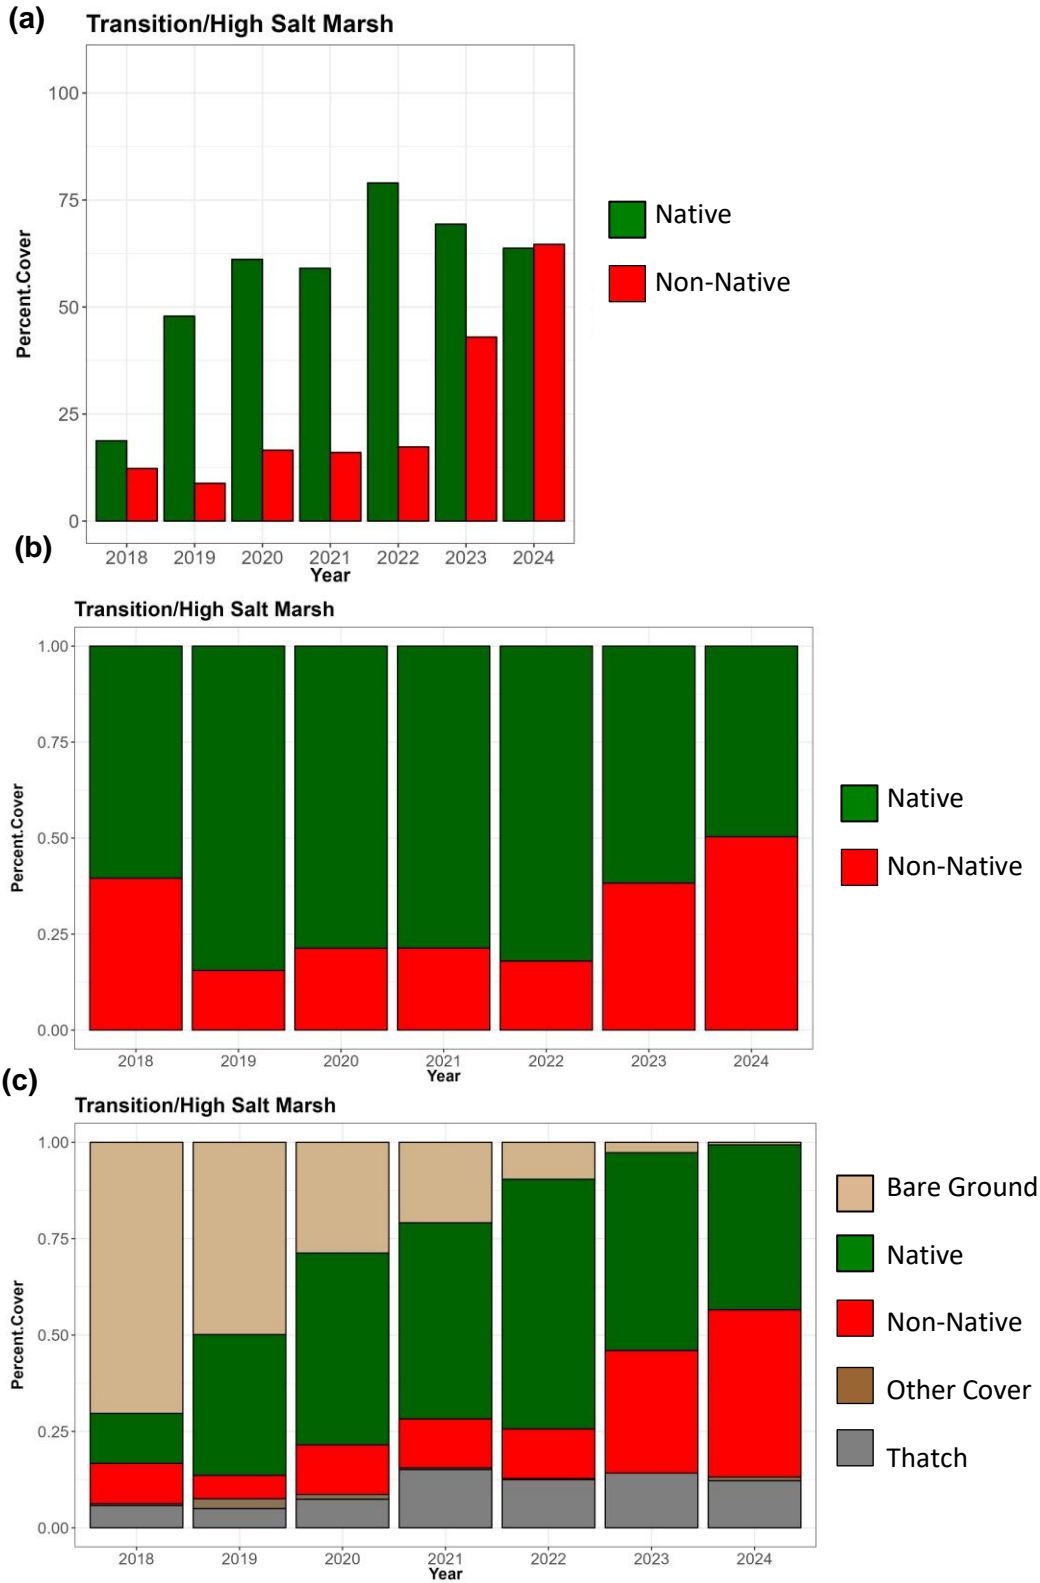 (a)
Transition/High Salt Marsh
100
75
50
25
0
Percent.Cover
2018 2019 2020 2021 2022 2023 2024
Year
Native
Non-Native
(b)
Transition/High Salt Marsh
1.00
0.75
0.50
0.25
0.00
Percent.Cover
2018 2019 2020 2021 2022 2023 2024
Year
Native
Non-Native
(c)
Transition/High Salt Marsh
1.00
0.75
0.50
0.25
0.00
Percent.Cover
2018 2019 2020 2021 2022 2023 2024
Year
Bare Ground
Native
Non-Native
Other Cover
Thatch